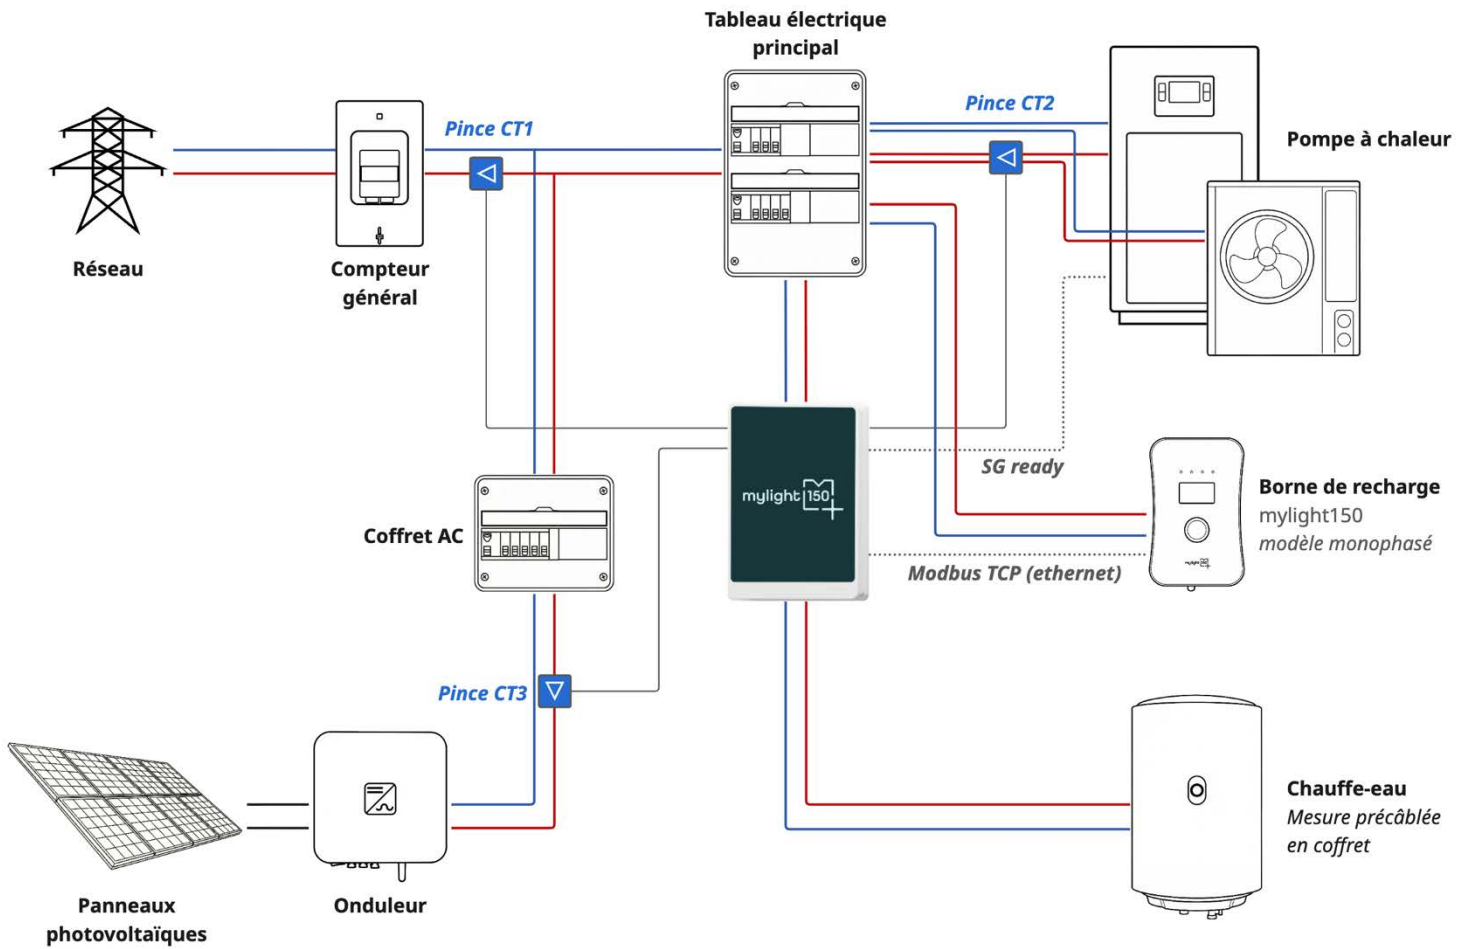 Tableau électrique
principal
Pince CT1
Pince CT2
Pompe à chaleur
Réseau
Compteur
général
SG ready
mylight 150
Borne de recharge
mylight150
modèle monophasé
Coffret AC
Modbus TCP (ethernet)
Pince CT3
Chauffe-eau
Mesure précâblée
en coffret
Panneaux
photovoltaïques
Onduleur